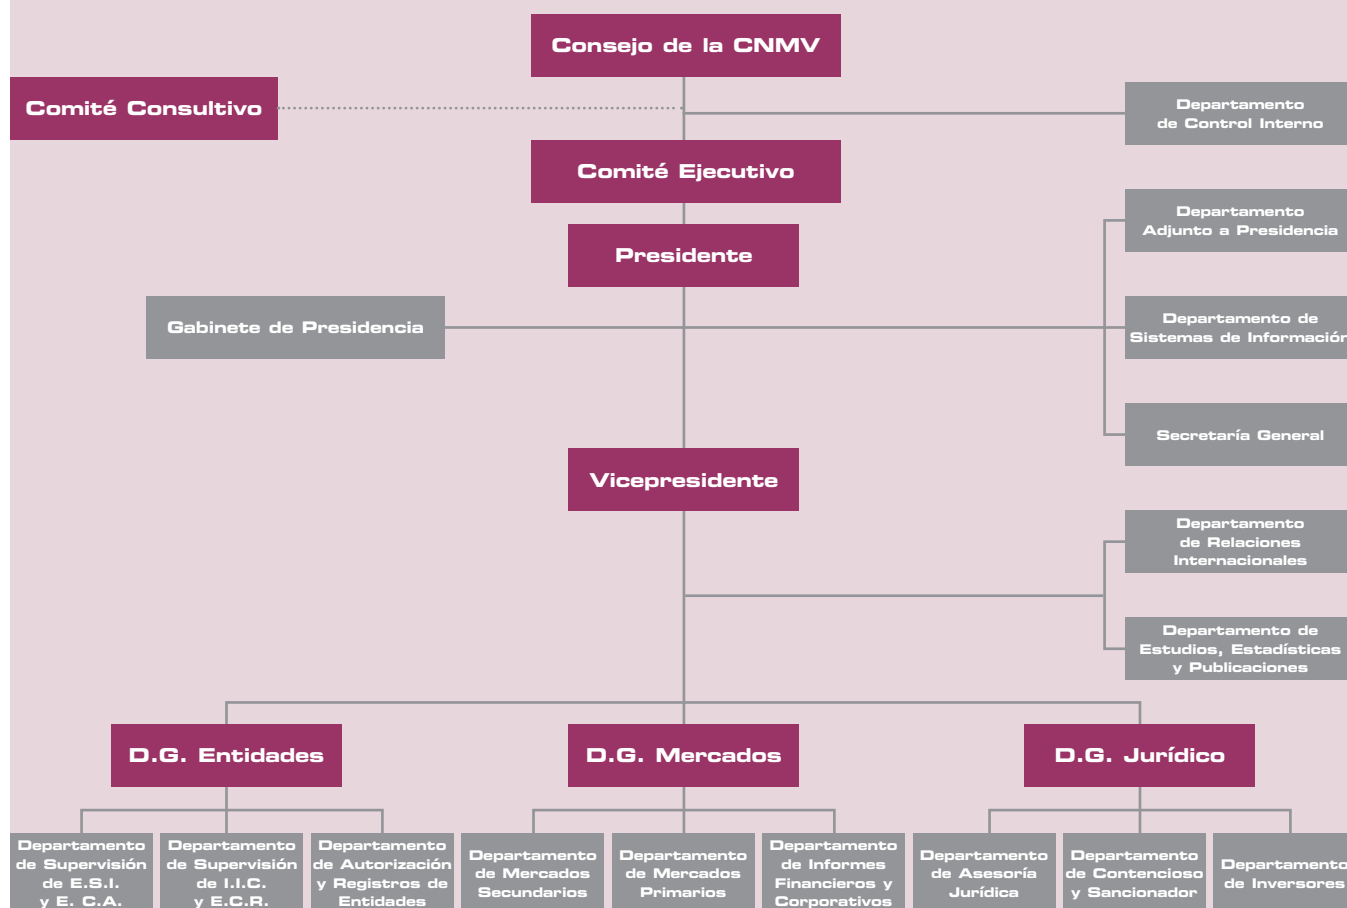 Consejo de la CNMV
Comité Consultivo
Departamento
de Control Interno
Comité Ejecutivo
Departamento
Adjunto a Presidencia
Presidente
Gabinete de Presidencia
Departamento de
Sistemas de Información
Secretaría General
Vicepresidente
Departamento
de Relaciones
Internacionales
Departamento de
Estudios, Estadísticas
y Publicaciones
D.G. Entidades
D.G. Mercados
D.G. Jurídico
Departamento
de Supervisión
de E.S.I.
y E. C.A.
Departamento
de Supervisión
de I.I.C.
y E.C.R.
Departamento
de Autorización
y Registros de
Entidades
Departamento
de Mercados
Secundarios
Departamento
de Mercados
Primarios
Departamento
de Informes
Financieros y
Corporativos
Departamento
de Asesoría
Jurídica
Departamento
de Contencioso
y Sancionador
Departamento
de Inversores